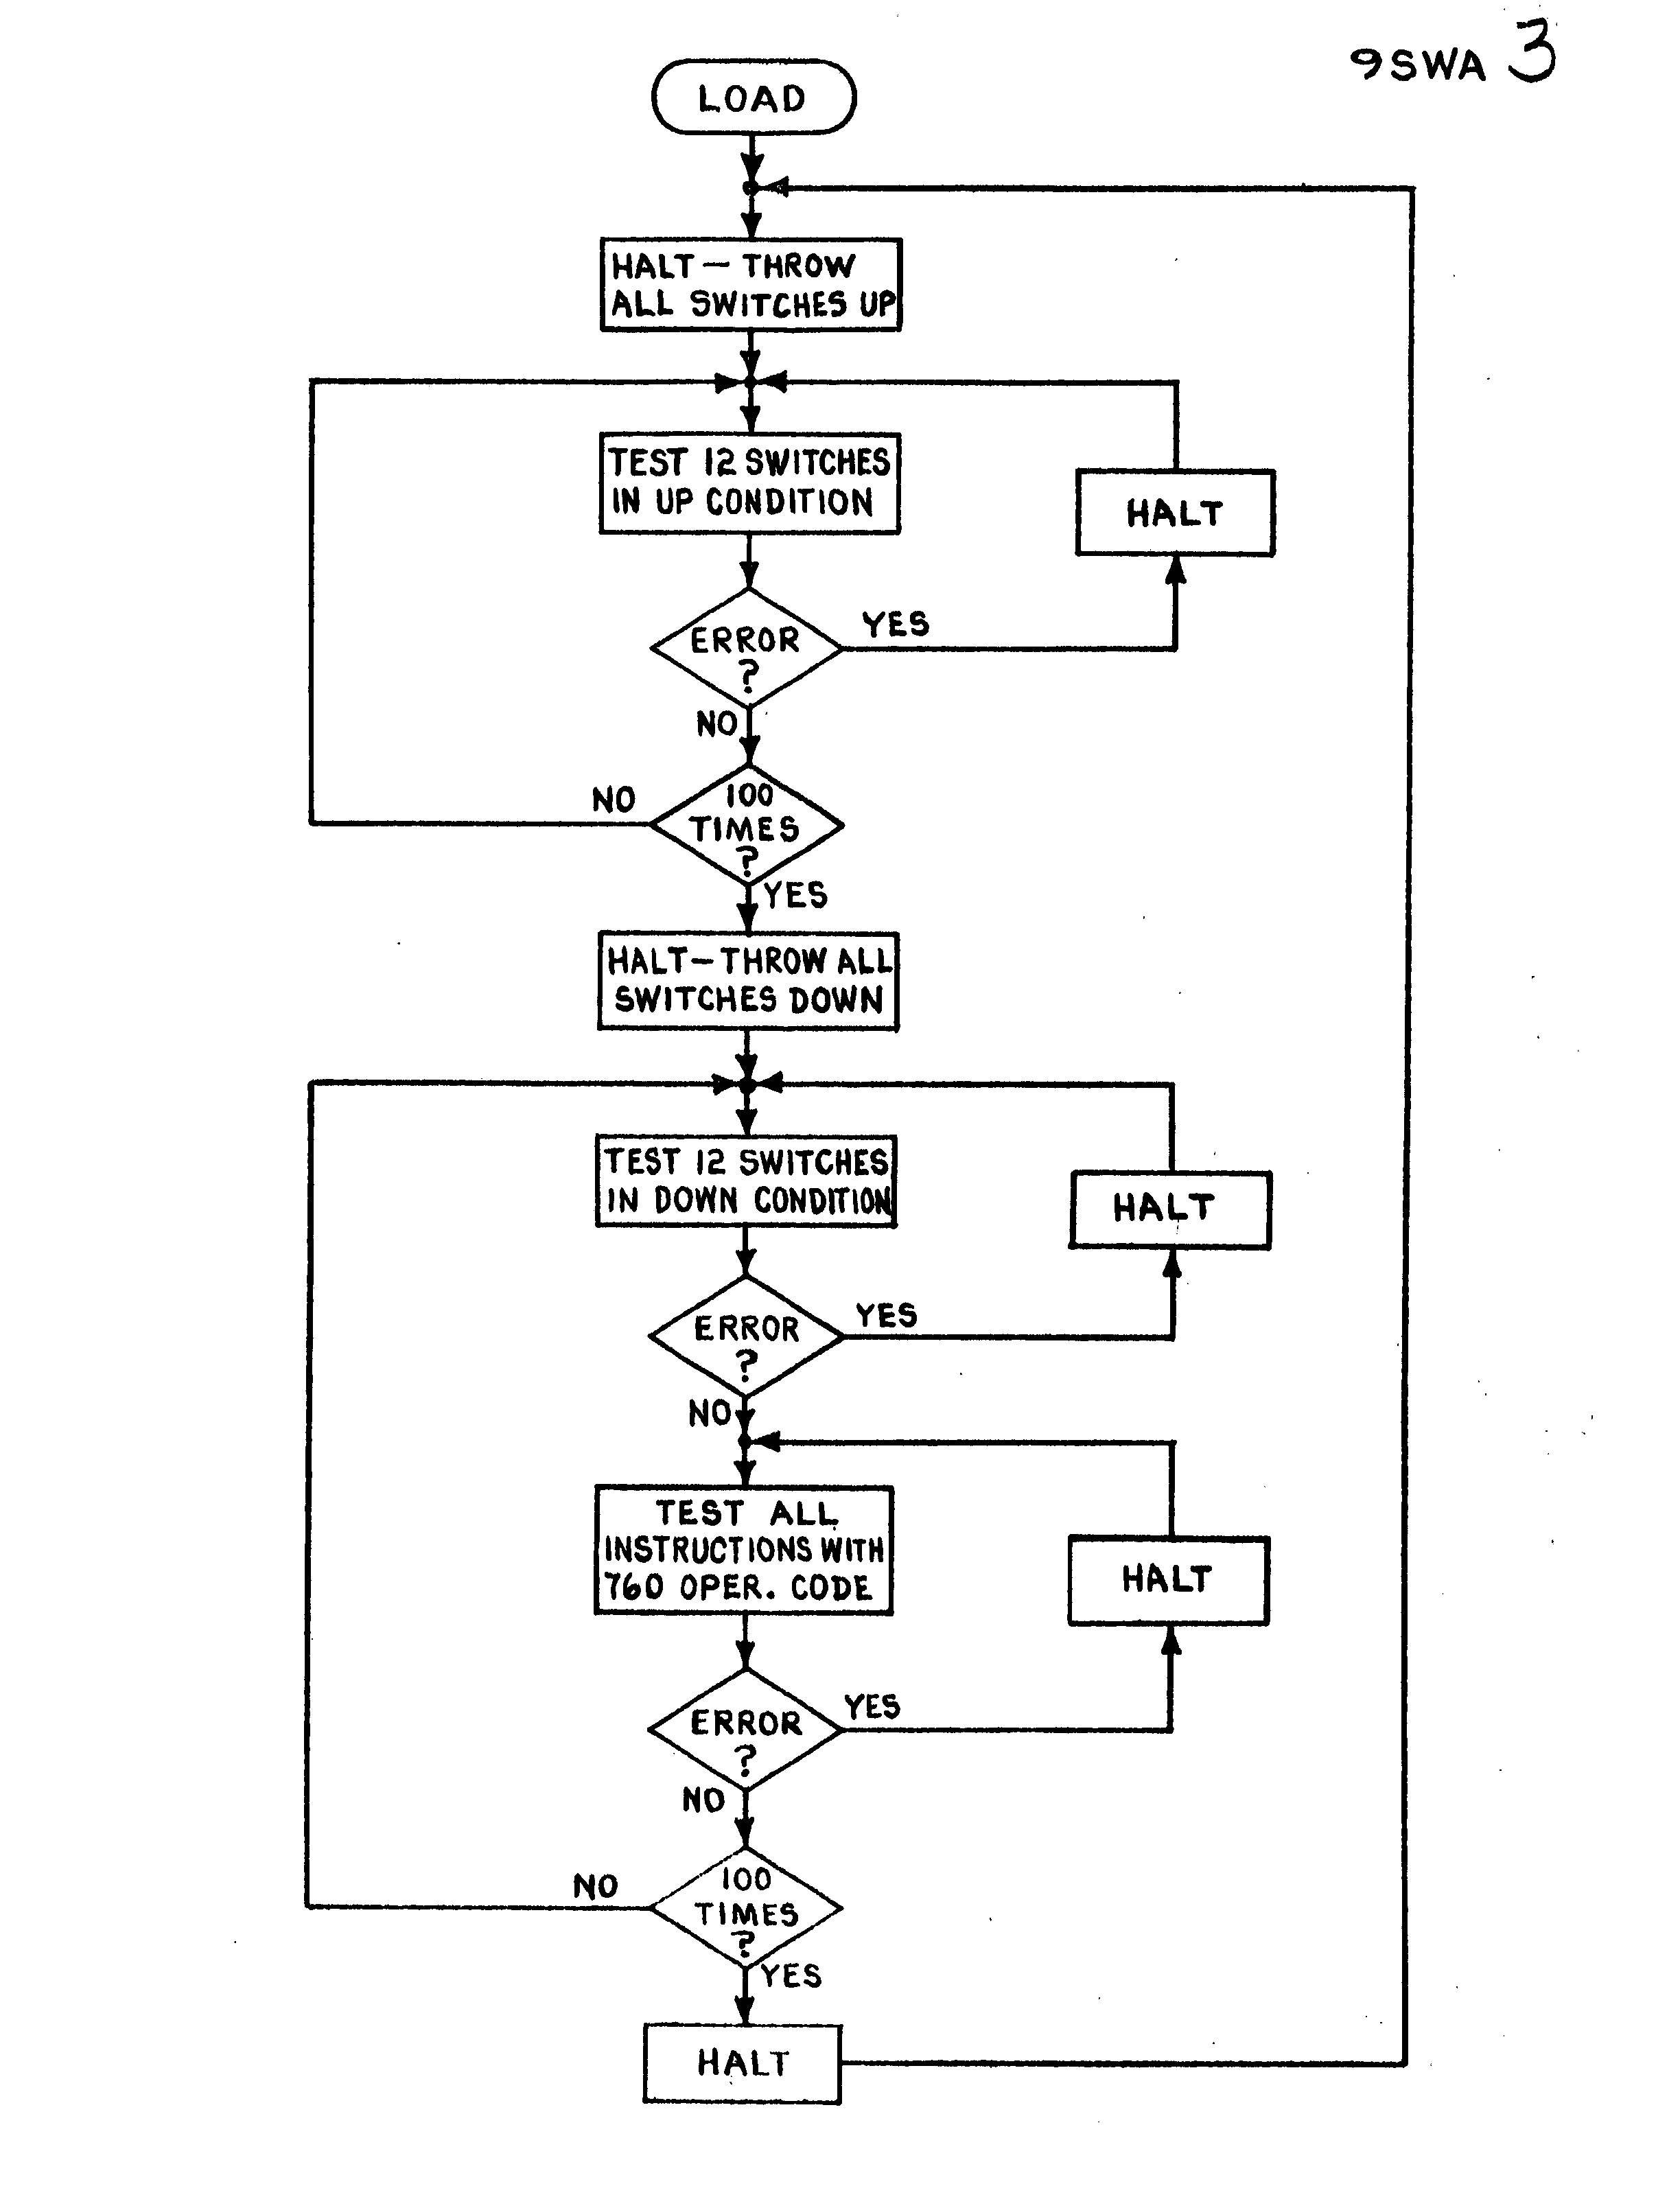 9SWA 3
LOAD
HALT — THROW
ALL SWITCHES UP
TEST 12 SWITCHES
IN UP CONDITION
HALT
ERROR
?
YES
NO
100
TIMES
?
NO
YES
HALT — THROW ALL
SWITCHES DOWN
TEST 12 SWITCHES
IN DOWN CONDITION
HALT
ERROR
?
YES
NO
TEST ALL
INSTRUCTIONS WITH
760 OPER. CODE
HALT
ERROR
?
YES
NO
100
TIMES
?
NO
YES
HALT